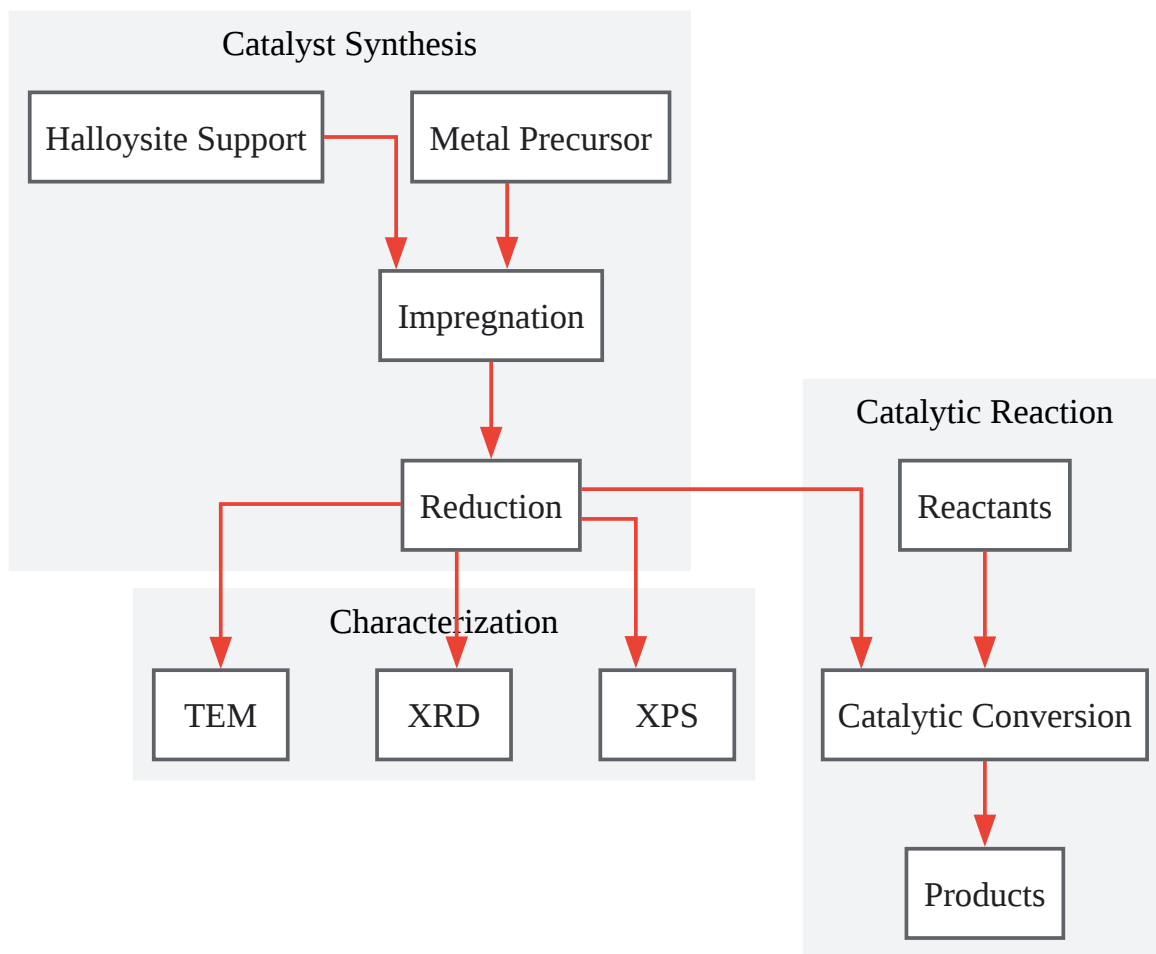 Catalyst Synthesis
Halloysite Support
Metal Precursor
Impregnation
Reduction
Characterization
TEM
XRD
XPS
Catalytic Reaction
Reactants
Catalytic Conversion
Products